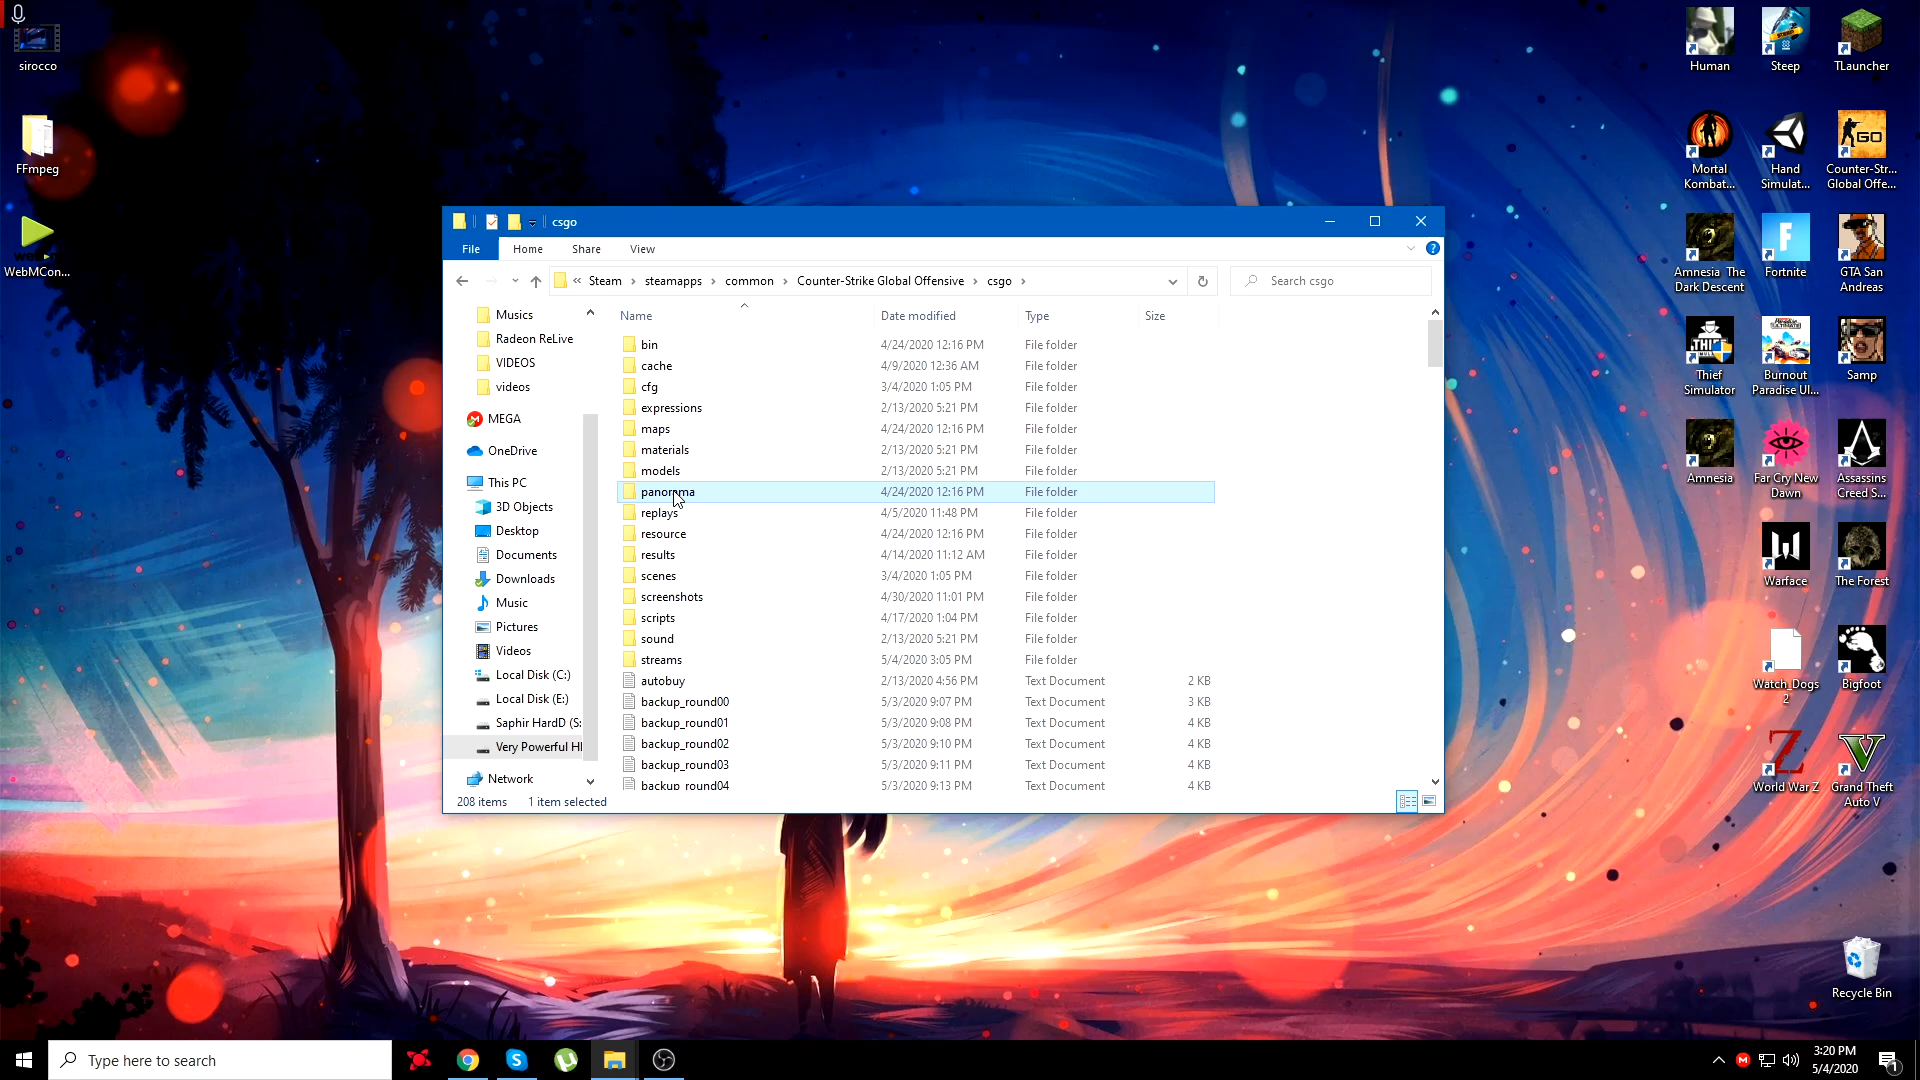 sirocco
FFmpeg
WebMCon...
Human
Steep
TLauncher
Mortal
Kombat...
Hand
Simulat...
GO
Counter-Str...
Global Offe...
Amnesia The
Dark Descent
F
Fortnite
GTA San
Andreas
THIEF
Thief
Simulator
Burnout
Paradise Ul...
Samp
Amnesia
Far Cry New
Dawn
Assassins
Creed S...
Warface
The Forest
Watch_Dogs
2
Bigfoot
World War Z
Grand Theft
Auto V
Recycle Bin
csgo
File
Home
Share
View
« Steam › steamapps › common › Counter-Strike Global Offensive › csgo ›
Search csgo
Musics
Radeon ReLive
VIDEOS
videos
MEGA
OneDrive
This PC
3D Objects
Desktop
Documents
Downloads
Music
Pictures
Videos
Local Disk (C:)
Local Disk (E:)
Saphir HardD (S:
Very Powerful H
Network
Name Date modified Type Size
bin 4/24/2020 12:16 PM File folder
cache 4/9/2020 12:36 AM File folder
cfg 3/4/2020 1:05 PM File folder
expressions 2/13/2020 5:21 PM File folder
maps 4/24/2020 12:16 PM File folder
materials 2/13/2020 5:21 PM File folder
models 2/13/2020 5:21 PM File folder
panorama 4/24/2020 12:16 PM File folder
replays 4/5/2020 11:48 PM File folder
resource 4/24/2020 12:16 PM File folder
results 4/14/2020 11:12 AM File folder
scenes 3/4/2020 1:05 PM File folder
screenshots 4/30/2020 11:01 PM File folder
scripts 4/17/2020 1:04 PM File folder
sound 2/13/2020 5:21 PM File folder
streams 5/4/2020 3:05 PM File folder
autobuy 2/13/2020 4:56 PM Text Document 2 KB
backup_round00 5/3/2020 9:07 PM Text Document 3 KB
backup_round01 5/3/2020 9:08 PM Text Document 4 KB
backup_round02 5/3/2020 9:10 PM Text Document 4 KB
backup_round03 5/3/2020 9:11 PM Text Document 4 KB
backup_round04 5/3/2020 9:13 PM Text Document 4 KB
208 items 1 item selected
Type here to search
3:20 PM
5/4/2020
1